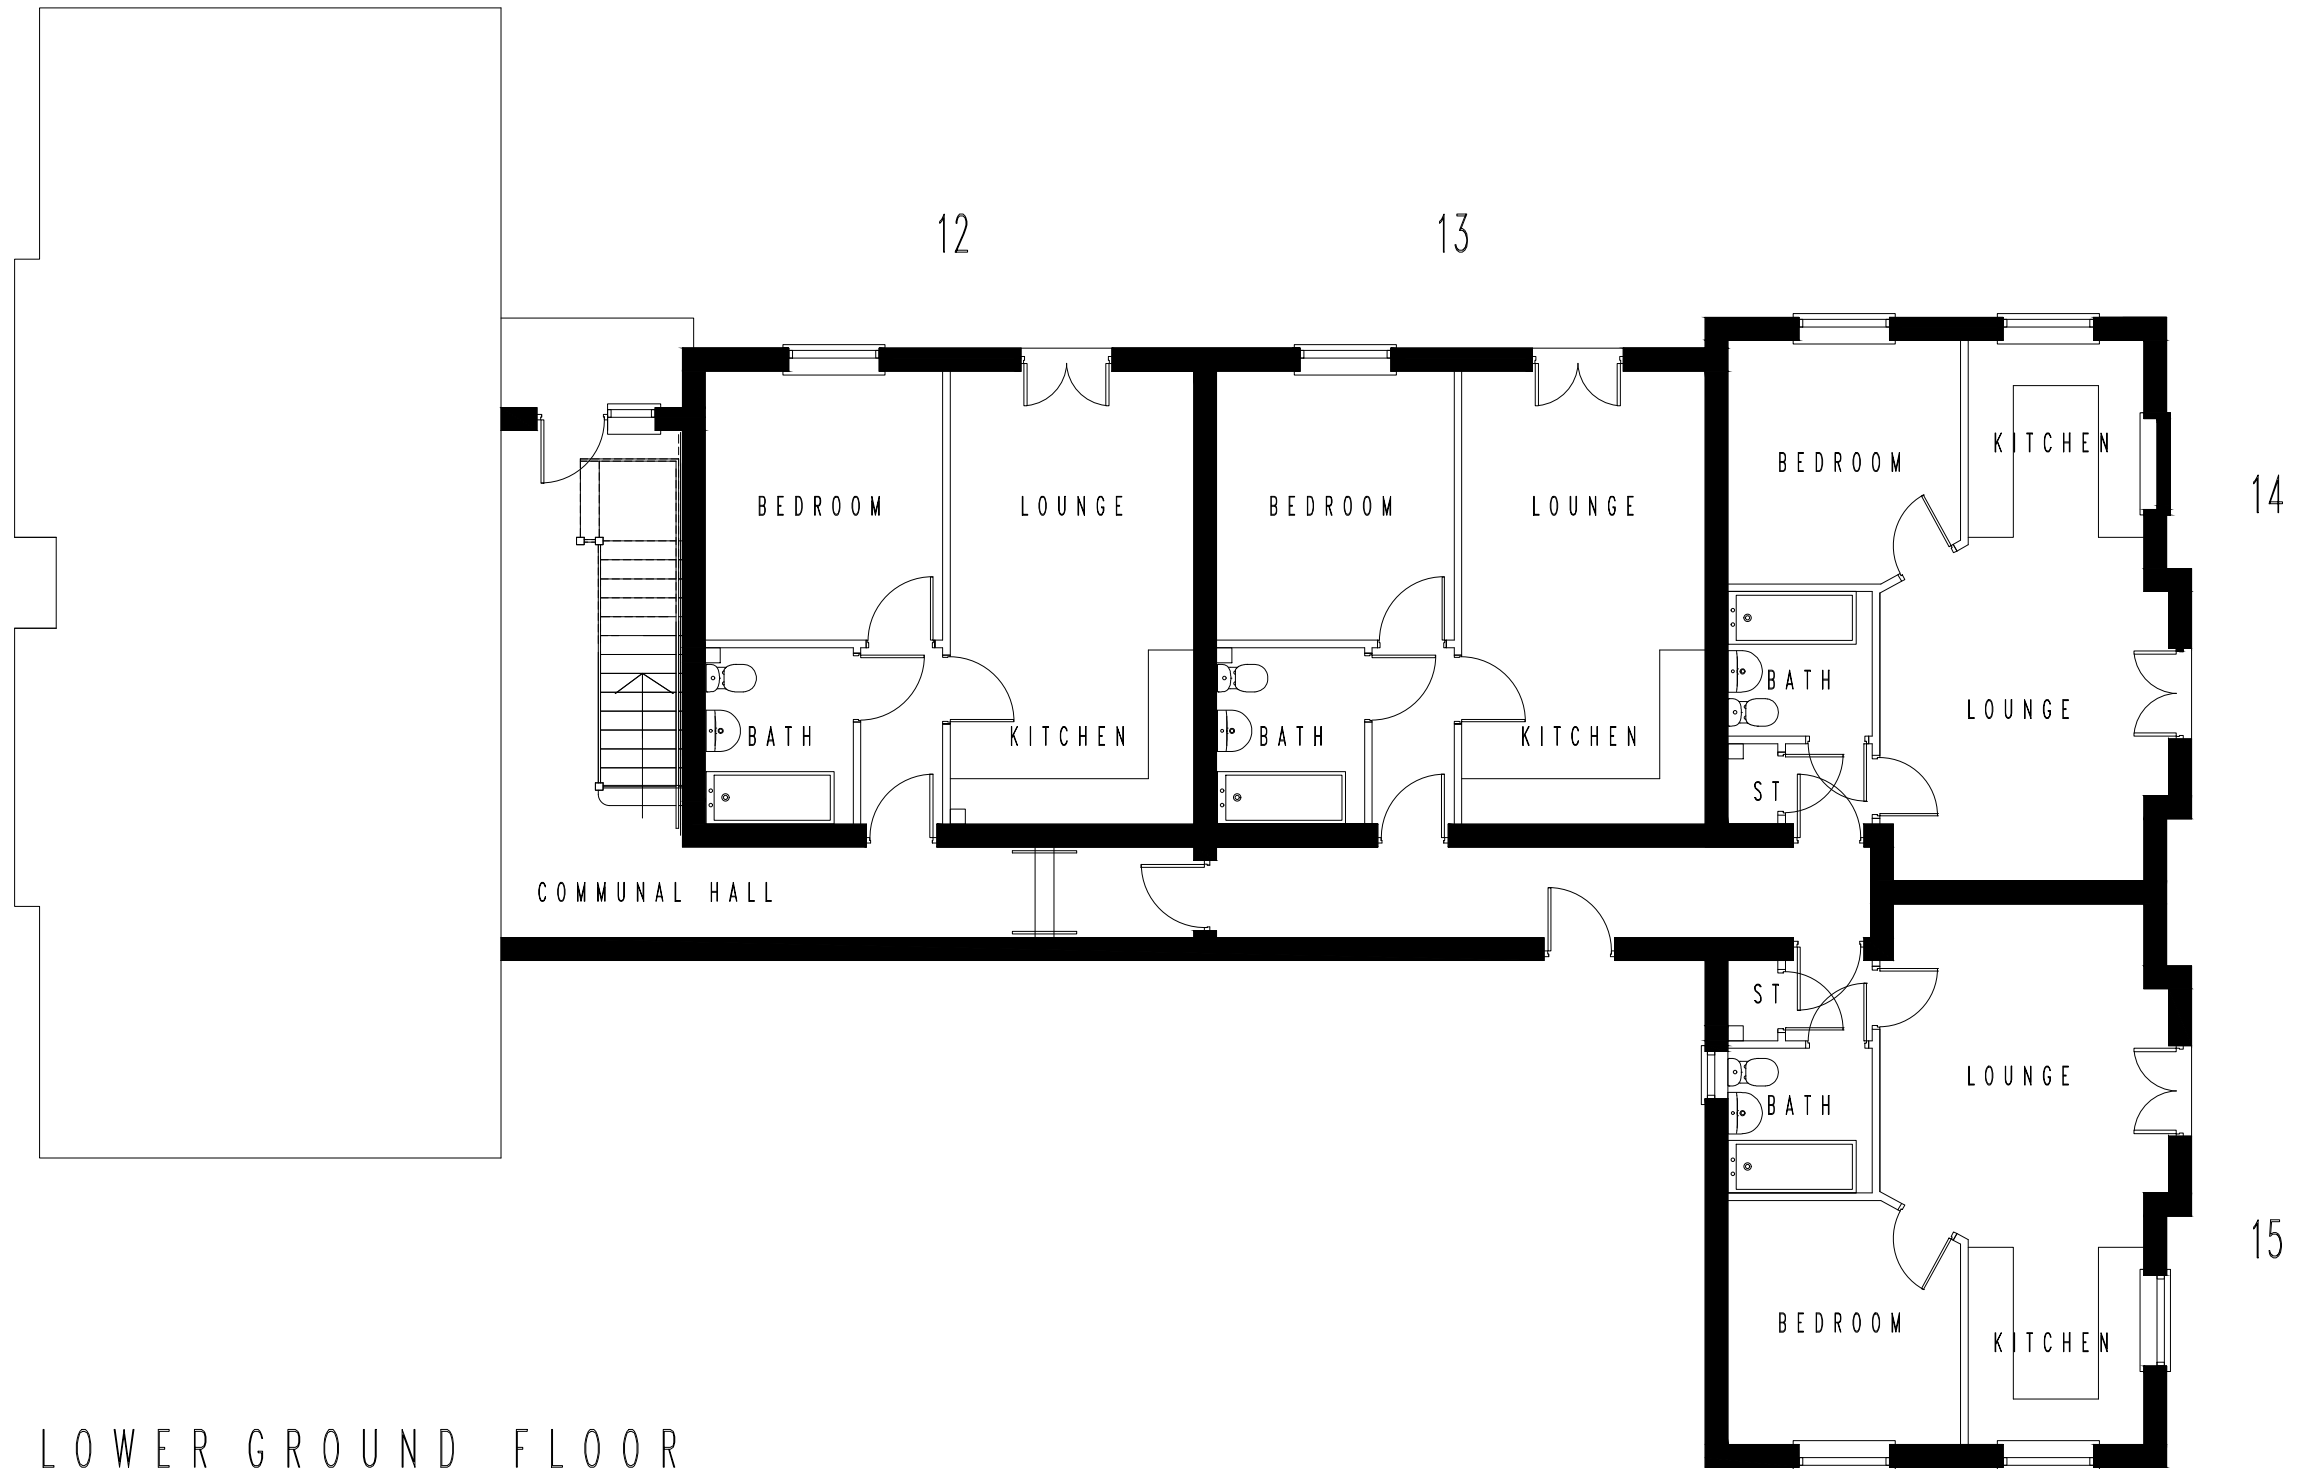 12
13
14
BEDROOM
LOUNGE
KITCHEN
BATH
BEDROOM
LOUNGE
KITCHEN
BATH
BEDROOM
KITCHEN
BATH
LOUNGE
ST
COMMUNAL HALL
ST
LOUNGE
BATH
15
BEDROOM
KITCHEN
LOWER GROUND FLOOR